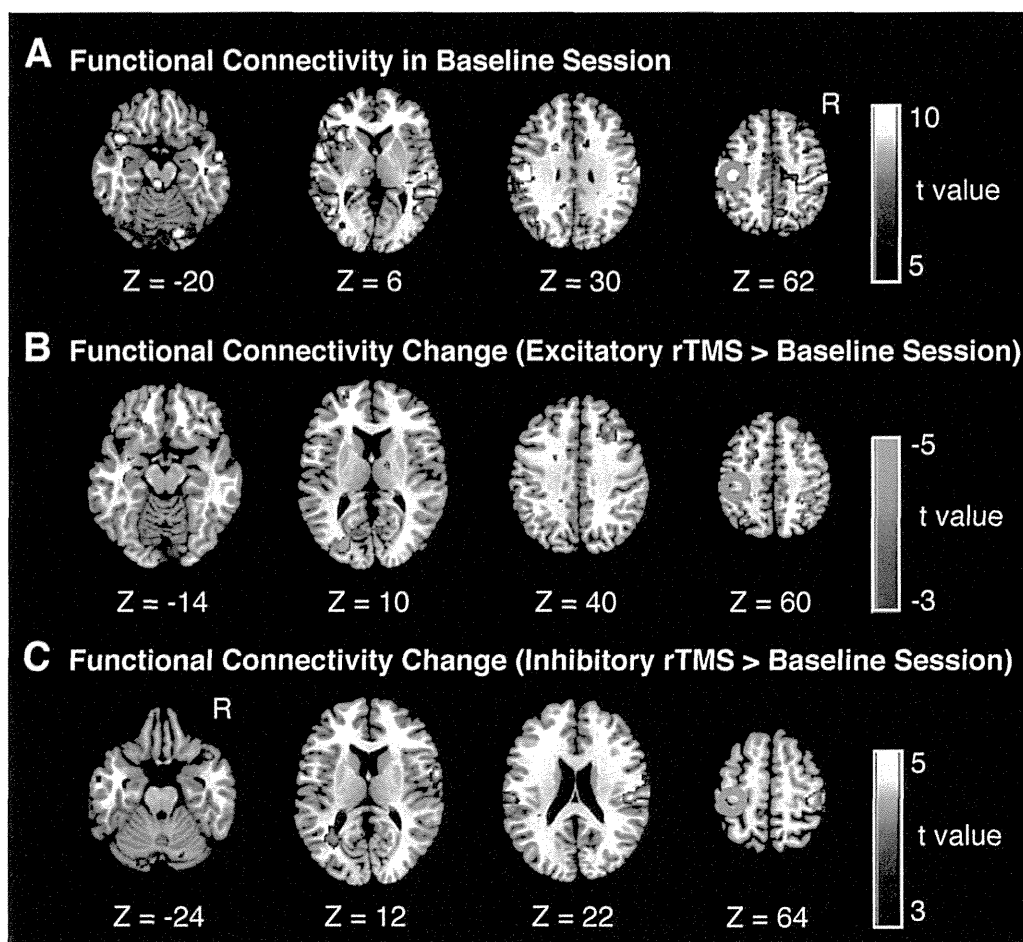 A Functional Connectivity in Baseline Session
R
10
t value
5
Z = -20 Z = 6 Z = 30 Z = 62
B Functional Connectivity Change (Excitatory rTMS > Baseline Session)
-5
t value
-3
Z = -14 Z = 10 Z = 40 Z = 60
C Functional Connectivity Change (Inhibitory rTMS > Baseline Session)
R
5
t value
3
Z = -24 Z = 12 Z = 22 Z = 64